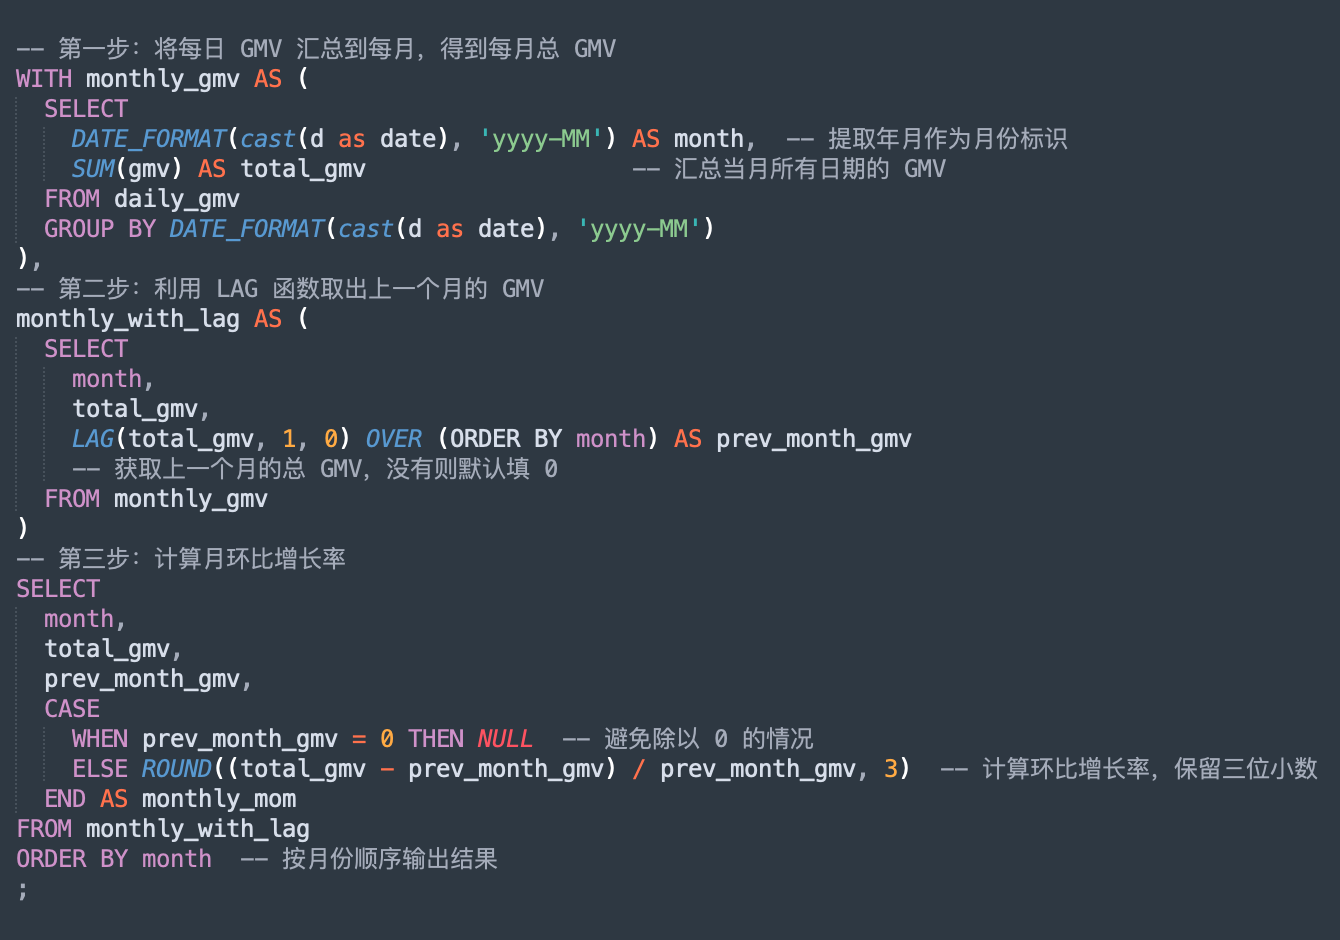 -- 第一步：将每日 GMV 汇总到每月，得到每月总 GMV
WITH monthly_gmv AS (
  SELECT
    DATE_FORMAT(cast(d as date), 'yyyy-MM') AS month,  -- 提取年月作为月份标识
    SUM(gmv) AS total_gmv                   -- 汇总当月所有日期的 GMV
  FROM daily_gmv
  GROUP BY DATE_FORMAT(cast(d as date), 'yyyy-MM')
),
-- 第二步：利用 LAG 函数取出上一个月的 GMV
monthly_with_lag AS (
  SELECT
    month,
    total_gmv,
    LAG(total_gmv, 1, 0) OVER (ORDER BY month) AS prev_month_gmv
    -- 获取上一个月的总 GMV，没有则默认填 0
  FROM monthly_gmv
)
-- 第三步：计算月环比增长率
SELECT
  month,
  total_gmv,
  prev_month_gmv,
  CASE
    WHEN prev_month_gmv = 0 THEN NULL  -- 避免除以 0 的情况
    ELSE ROUND((total_gmv - prev_month_gmv) / prev_month_gmv, 3)  -- 计算环比增长率，保留三位小数
  END AS monthly_mom
FROM monthly_with_lag
ORDER BY month  -- 按月份顺序输出结果
;